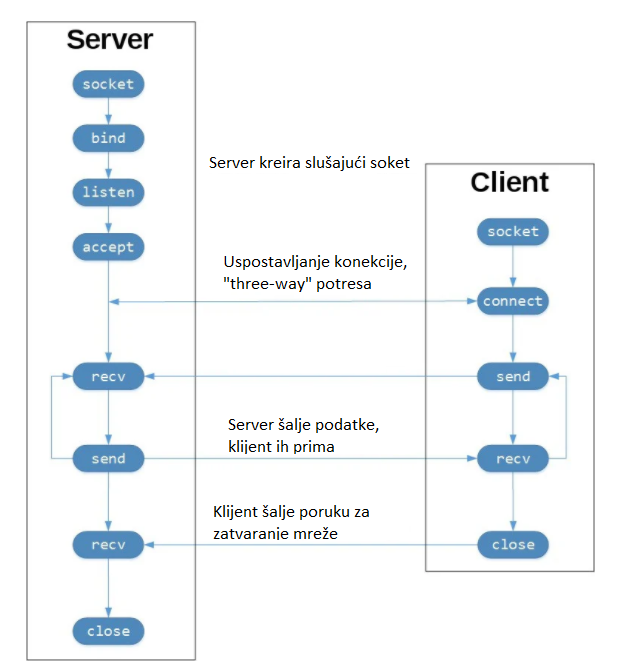 Server
socket
bind
Server kreira slušajući soket
listen
Client
socket
accept
Uspostavljanje konekcije,
"three-way" potresa
connect
recv
send
Server šalje podatke,
klijent ih prima
send
recv
Klijent šalje poruku za
zatvaranje mreže
recv
close
close